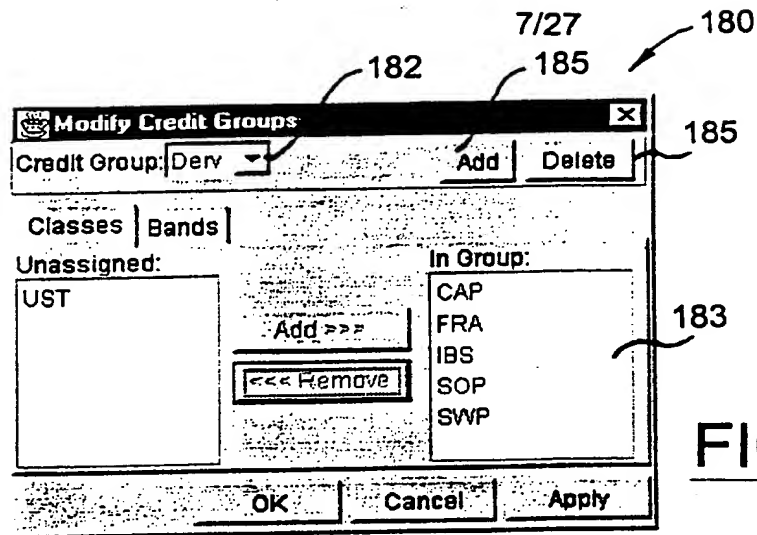 7/27
180
182
185
Modify Credit Groups
Credit Group: Derv
Add
Delete
185
Classes
Bands
Unassigned:
In Group:
UST
CAP
FRA
IBS
SOP
SWP
183
Add >>>
<<< Remove
OK
Cancel
Apply